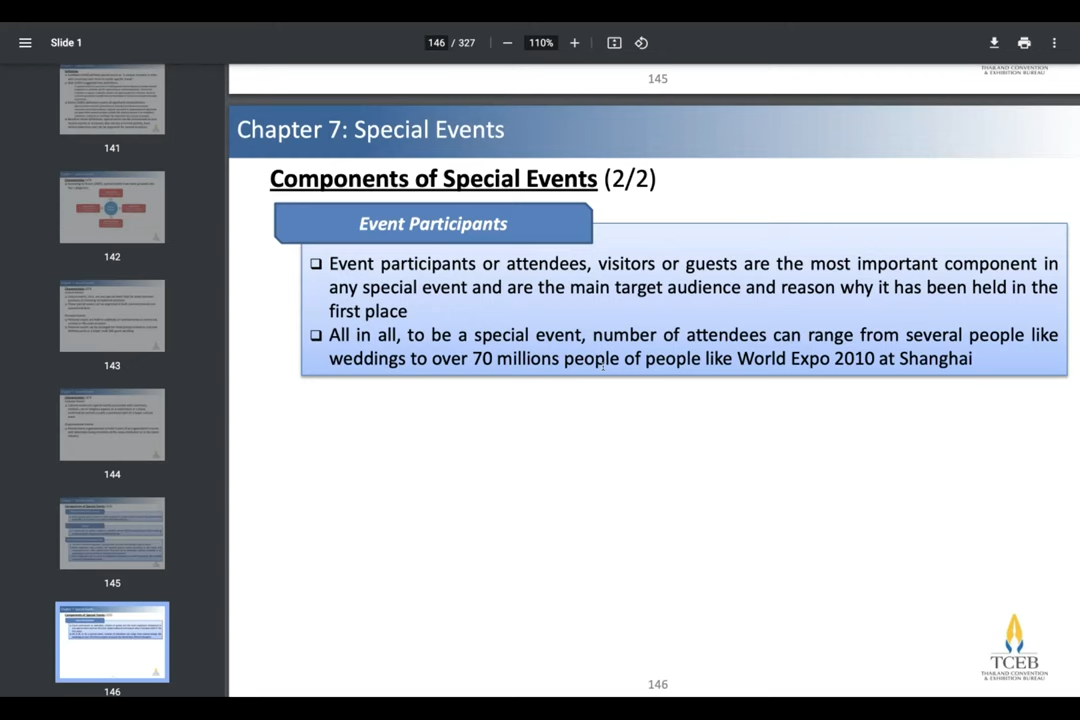 Slide 1
146 / 327
110%
141
142
143
144
145
146
THAILAND CONVENTION
& EXHIBITION BUREAU
145
Chapter 7: Special Events
Components of Special Events (2/2)
Event Participants
Event participants or attendees, visitors or guests are the most important component in
any special event and are the main target audience and reason why it has been held in the
first place
All in all, to be a special event, number of attendees can range from several people like
weddings to over 70 millions people of people like World Expo 2010 at Shanghai
TCEB
THAILAND CONVENTION
& EXHIBITION BUREAU
146